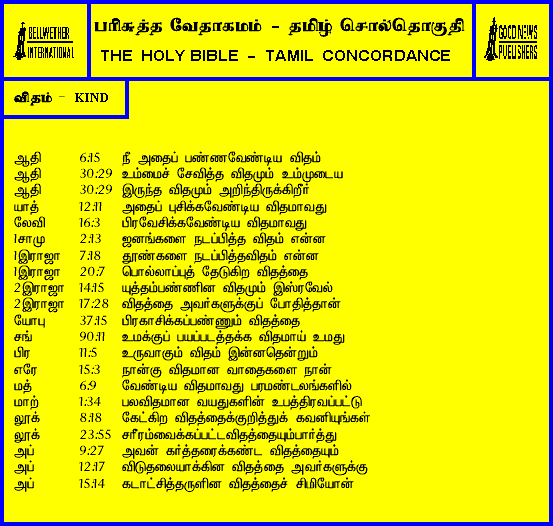 BELLWETHER
INTERNATIONAL
பரிசுத்த வேதாகமம் - தமிழ் சொல்தொகுதி
THE HOLY BIBLE - TAMIL CONCORDANCE
GOOD NEWS
PUBLISHERS
விதம் - KIND
ஆதி 6:15 நீ அதைப் பண்ணவேண்டிய விதம்
ஆதி 30:29 உம்மைச் சேவித்த விதமும் உம்முடைய
ஆதி 30:29 இருந்த விதமும் அறிந்திருக்கிறீர்
யாத் 12:11 அதைப் புசிக்கவேண்டிய விதமாவது
லேவி 16:3 பிரவேசிக்கவேண்டிய விதமாவது
1சாமு 2:13 ஜனங்களை நடப்பித்த விதம் என்ன
1இராஜா 7:18 தூண்களை நடப்பித்தவிதம் என்ன
1இராஜா 20:7 பொல்லாப்புத் தேடுகிற விதத்தை
2இராஜா 14:15 யுத்தம்பண்ணின விதமும் இஸ்ரவேல்
2இராஜா 17:28 விதத்தை அவர்களுக்குப் போதித்தான்
யோபு 37:15 பிரகாசிக்கப்பண்ணும் விதத்தை
சங் 90:11 உமக்குப் பயப்படத்தக்க விதமாய் உமது
பிர 11:5 உருவாகும் விதம் இன்னதென்றும்
எரே 15:3 நான்கு விதமான வாதைகளை நான்
மத் 6:9 வேண்டிய விதமாவது பரமண்டலங்களில்
மாற் 1:34 பலவிதமான வயதுகளின் உபத்திரவப்பட்டு
லூக் 8:18 கேட்கிற விதத்தைக்குறித்துக் கவனியுங்கள்
லூக் 23:55 சரீரம்வைக்கப்பட்டவிதத்தையும்பார்த்து
அப் 9:27 அவன் கர்த்தரைக்கண்ட விதத்தையும்
அப் 12:17 விடுதலையாக்கின விதத்தை அவர்களுக்கு
அப் 15:14 கடாட்சித்தருளின விதத்தைச் சிமியோன்